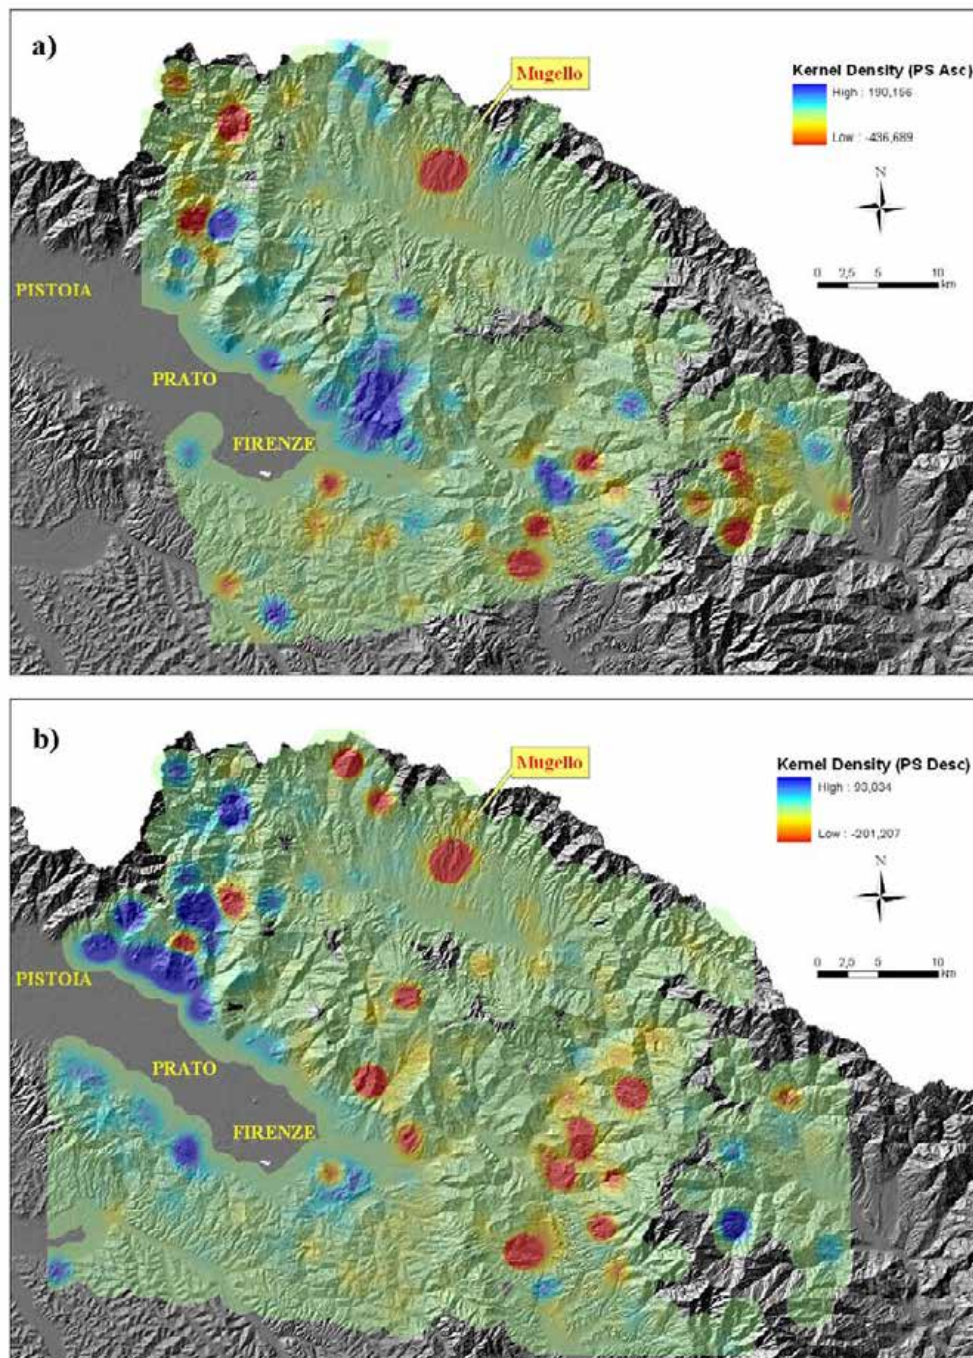 a)
Mugello
Kernel Density (PS Asc)
High : 190,156
Low : -436,689
N
0 2,5 5 10
km
PISTOIA
PRATO
FIRENZE
b)
Mugello
Kernel Density (PS Desc)
High : 93,034
Low : -201,207
N
0 2,5 5 10
km
PISTOIA
PRATO
FIRENZE